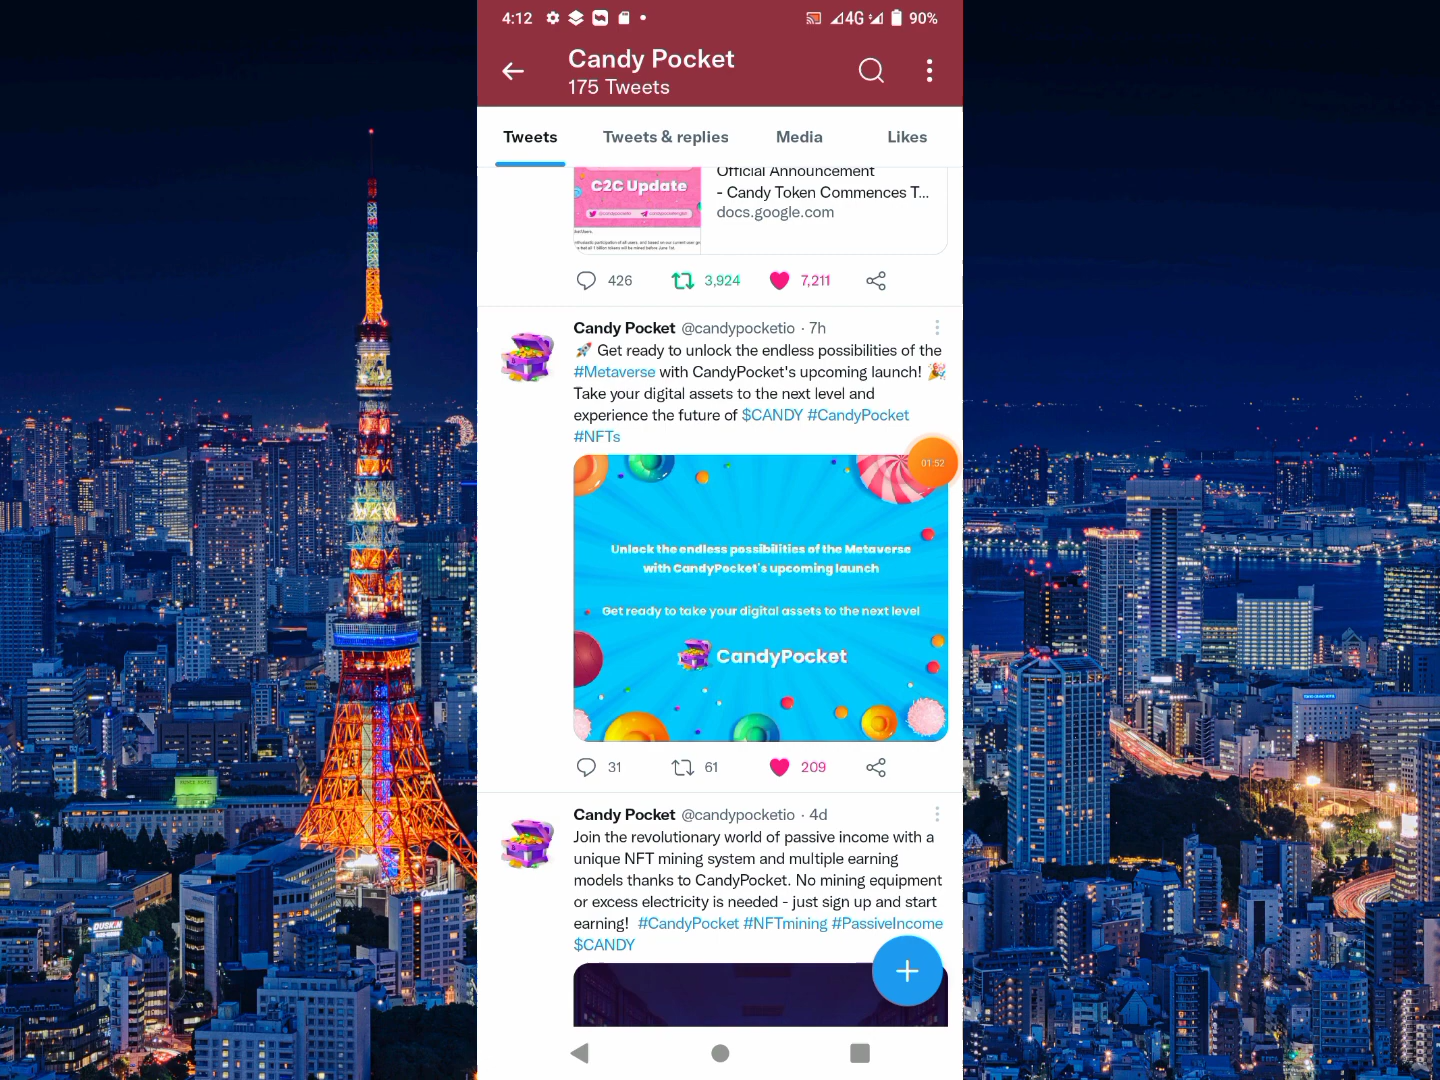 4:12
4G
90%
Candy Pocket
175 Tweets
Tweets
Tweets & replies
Media
Likes
C2C Update
Official Announcement
- Candy Token Commences T...
docs.google.com
426
3,924
7,211
Candy Pocket @candypocketio · 7h
🚀 Get ready to unlock the endless possibilities of the
#Metaverse with CandyPocket's upcoming launch! 🎉
Take your digital assets to the next level and
experience the future of $CANDY #CandyPocket
#NFTs
01:52
Unlock the endless possibilities of the Metaverse
with CandyPocket's upcoming launch
Get ready to take your digital assets to the next level
CandyPocket
31
61
209
Candy Pocket @candypocketio · 4d
Join the revolutionary world of passive income with a
unique NFT mining system and multiple earning
models thanks to CandyPocket. No mining equipment
or excess electricity is needed - just sign up and start
earning! #CandyPocket #NFTmining #PassiveIncome
$CANDY
DUSKIN